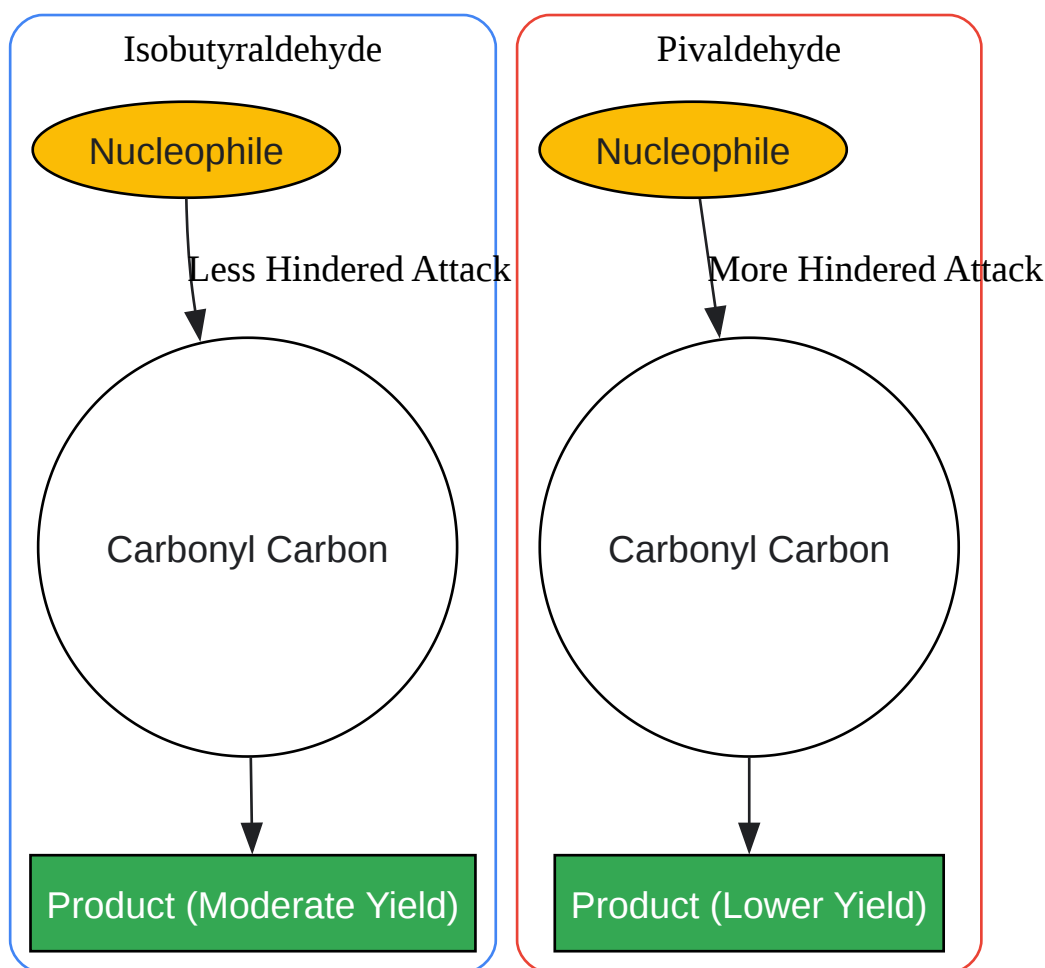 Isobutyraldehyde
Nucleophile
Less Hindered Attack
Carbonyl Carbon
Product (Moderate Yield)
Pivaldehyde
Nucleophile
More Hindered Attack
Carbonyl Carbon
Product (Lower Yield)